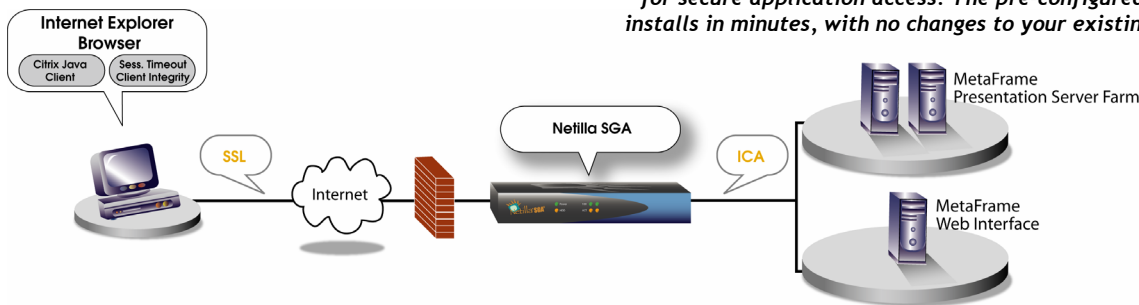 for secure application access. The pre-configured
installs in minutes, with no changes to your existin
Internet Explorer
Browser
Citrix Java
Client
Sess. Timeout
Client Integrity
SSL
Internet
Netilla SGA
NetillaSGA
ICA
MetaFrame
Presentation Server Farm
MetaFrame
Web Interface